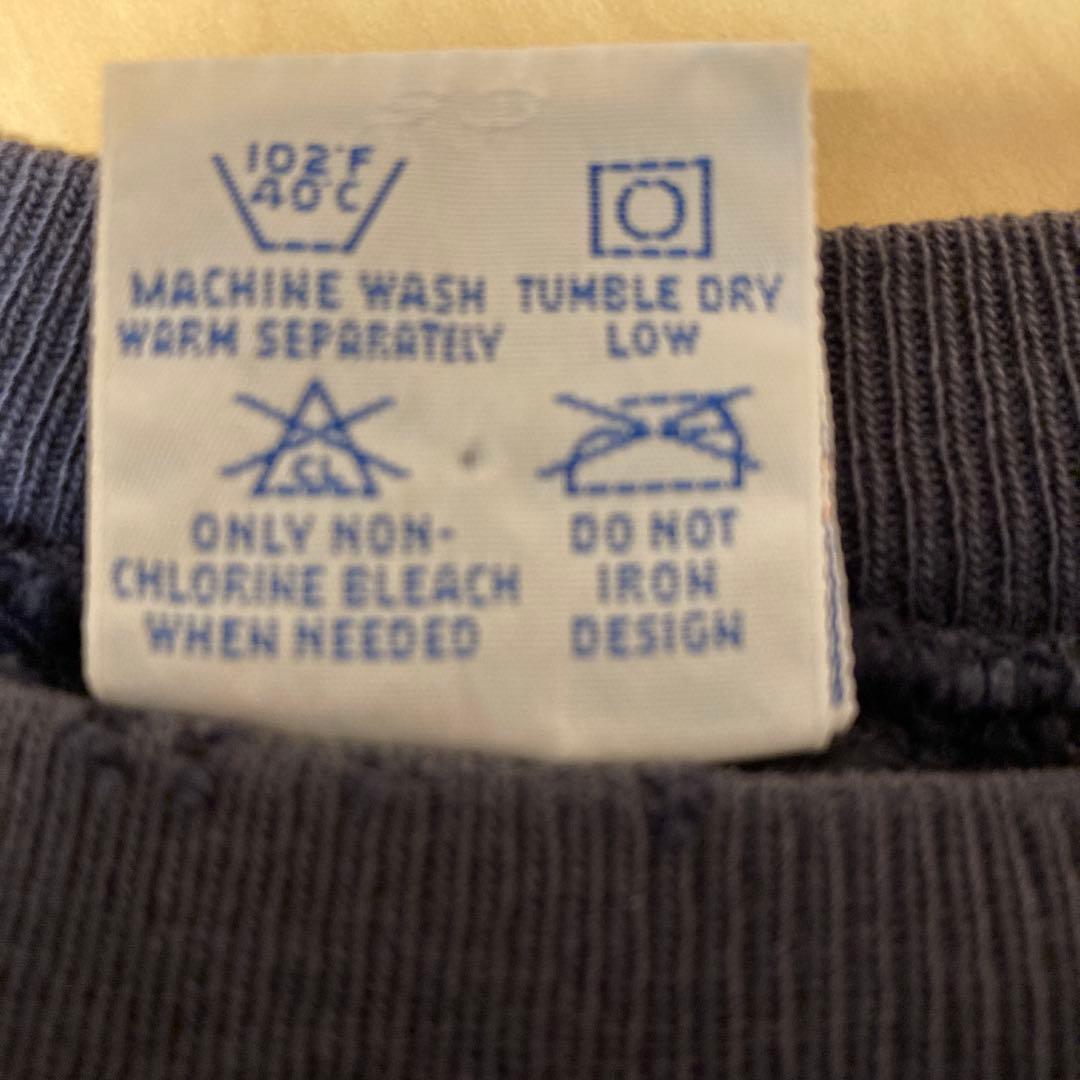 102°F
40°C
MACHINE WASH
WARM SEPARATELY
TUMBLE DRY
LOW
CL
ONLY NON-
CHLORINE BLEACH
WHEN NEEDED
DO NOT
IRON
DESIGN